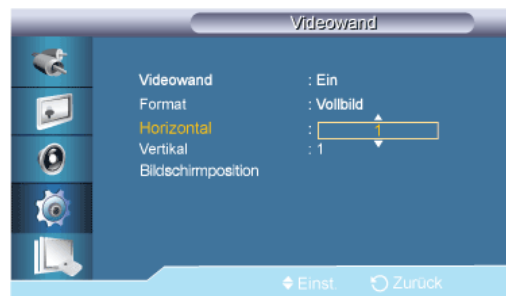 Videowand
Videowand : Ein
Format : Vollbild
Horizontal : 1
Vertikal : 1
Bildschirmposition
Einst. Zurück